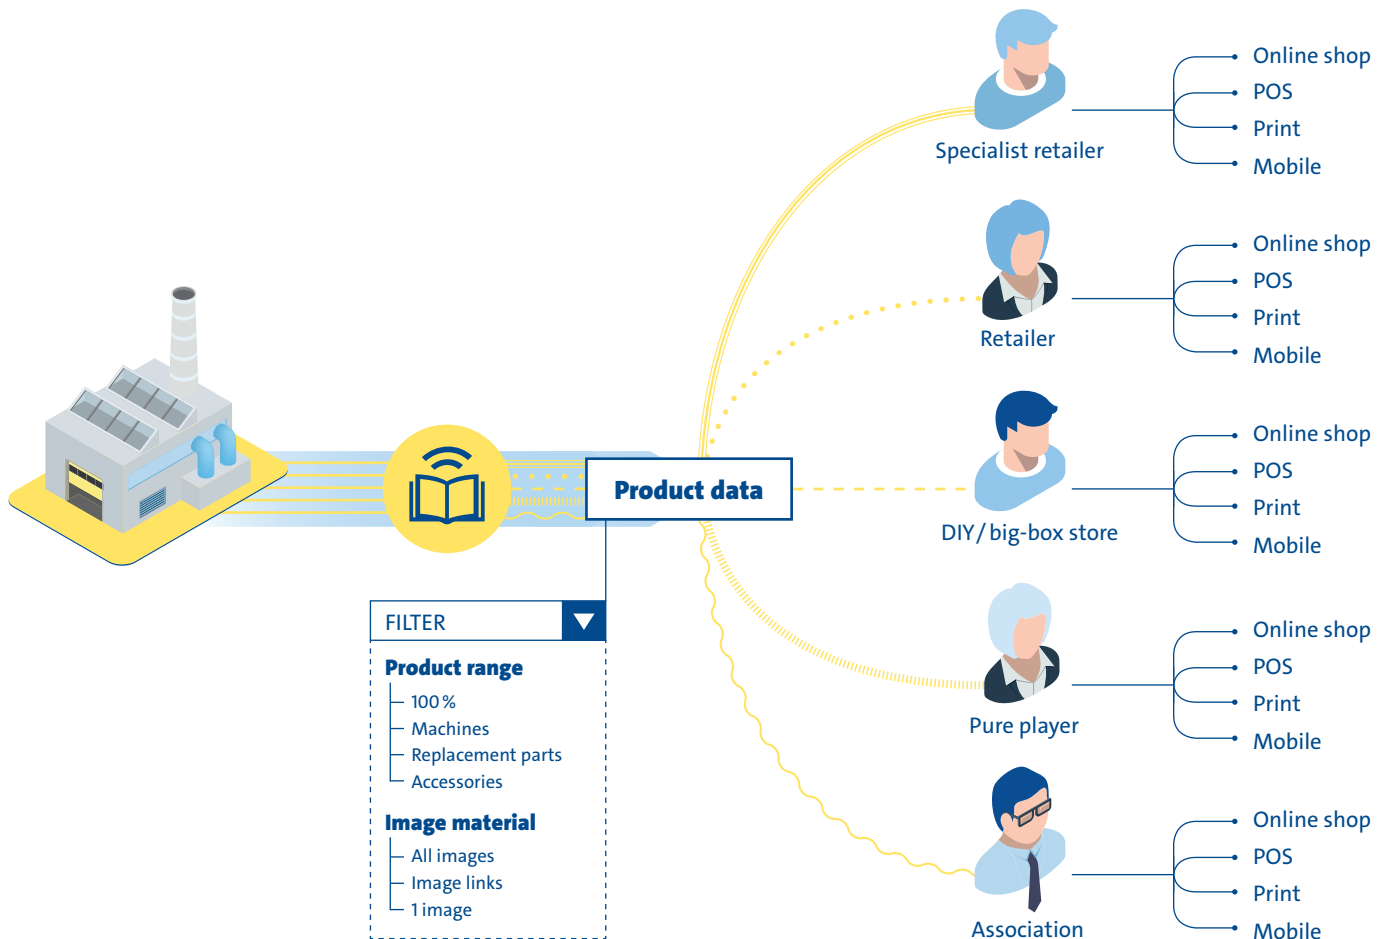 Product data
FILTER
Product range
100 %
Machines
Replacement parts
Accessories
Image material
All images
Image links
1 image
Specialist retailer
Online shop
POS
Print
Mobile
Retailer
Online shop
POS
Print
Mobile
DIY / big-box store
Online shop
POS
Print
Mobile
Pure player
Online shop
POS
Print
Mobile
Association
Online shop
POS
Print
Mobile